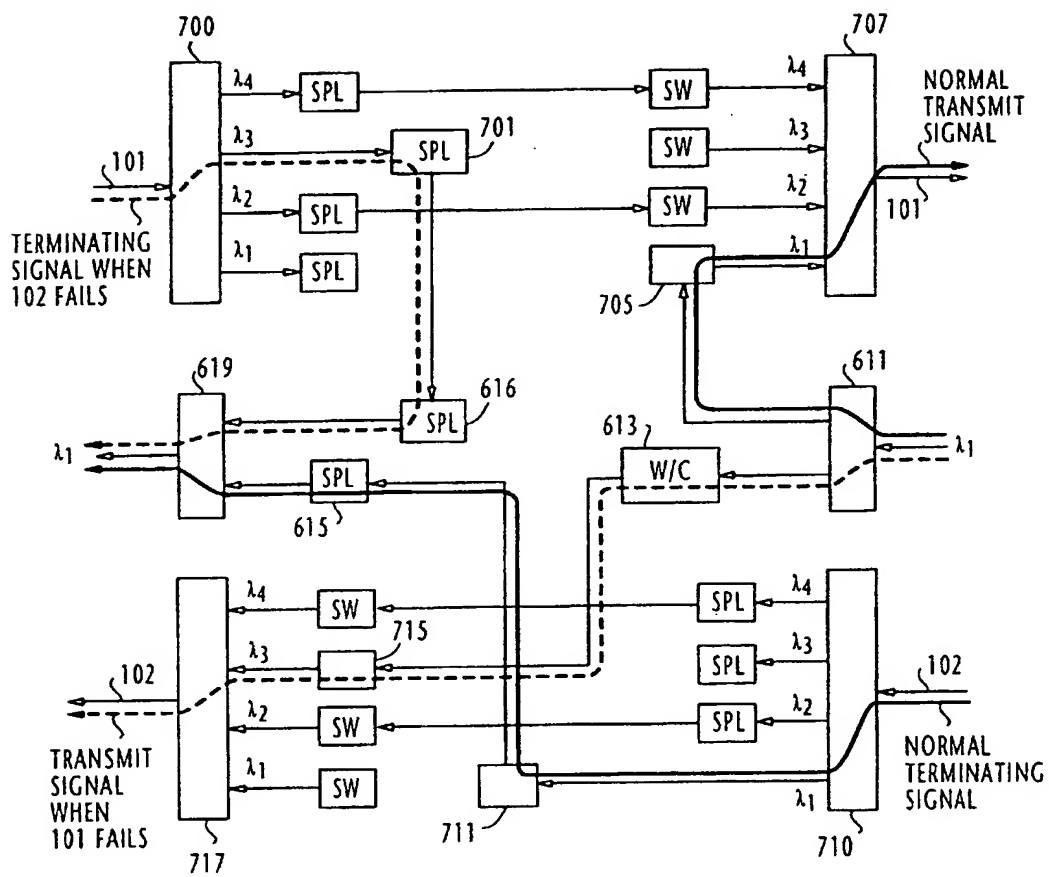 700
707
λ4
SPL
SW
λ4
NORMAL
TRANSMIT
SIGNAL
λ3
SPL
701
SW
λ3
101
λ2
SPL
SW
λ2
101
TERMINATING
SIGNAL WHEN
102 FAILS
λ1
SPL
λ1
705
619
SPL
616
611
613
λ1
W/C
λ1
SPL
615
λ4
SW
SPL
λ4
715
λ3
SPL
λ3
102
102
λ2
SW
SPL
λ2
TRANSMIT
SIGNAL
WHEN
101 FAILS
λ1
SW
λ1
NORMAL
TERMINATING
SIGNAL
717
711
710